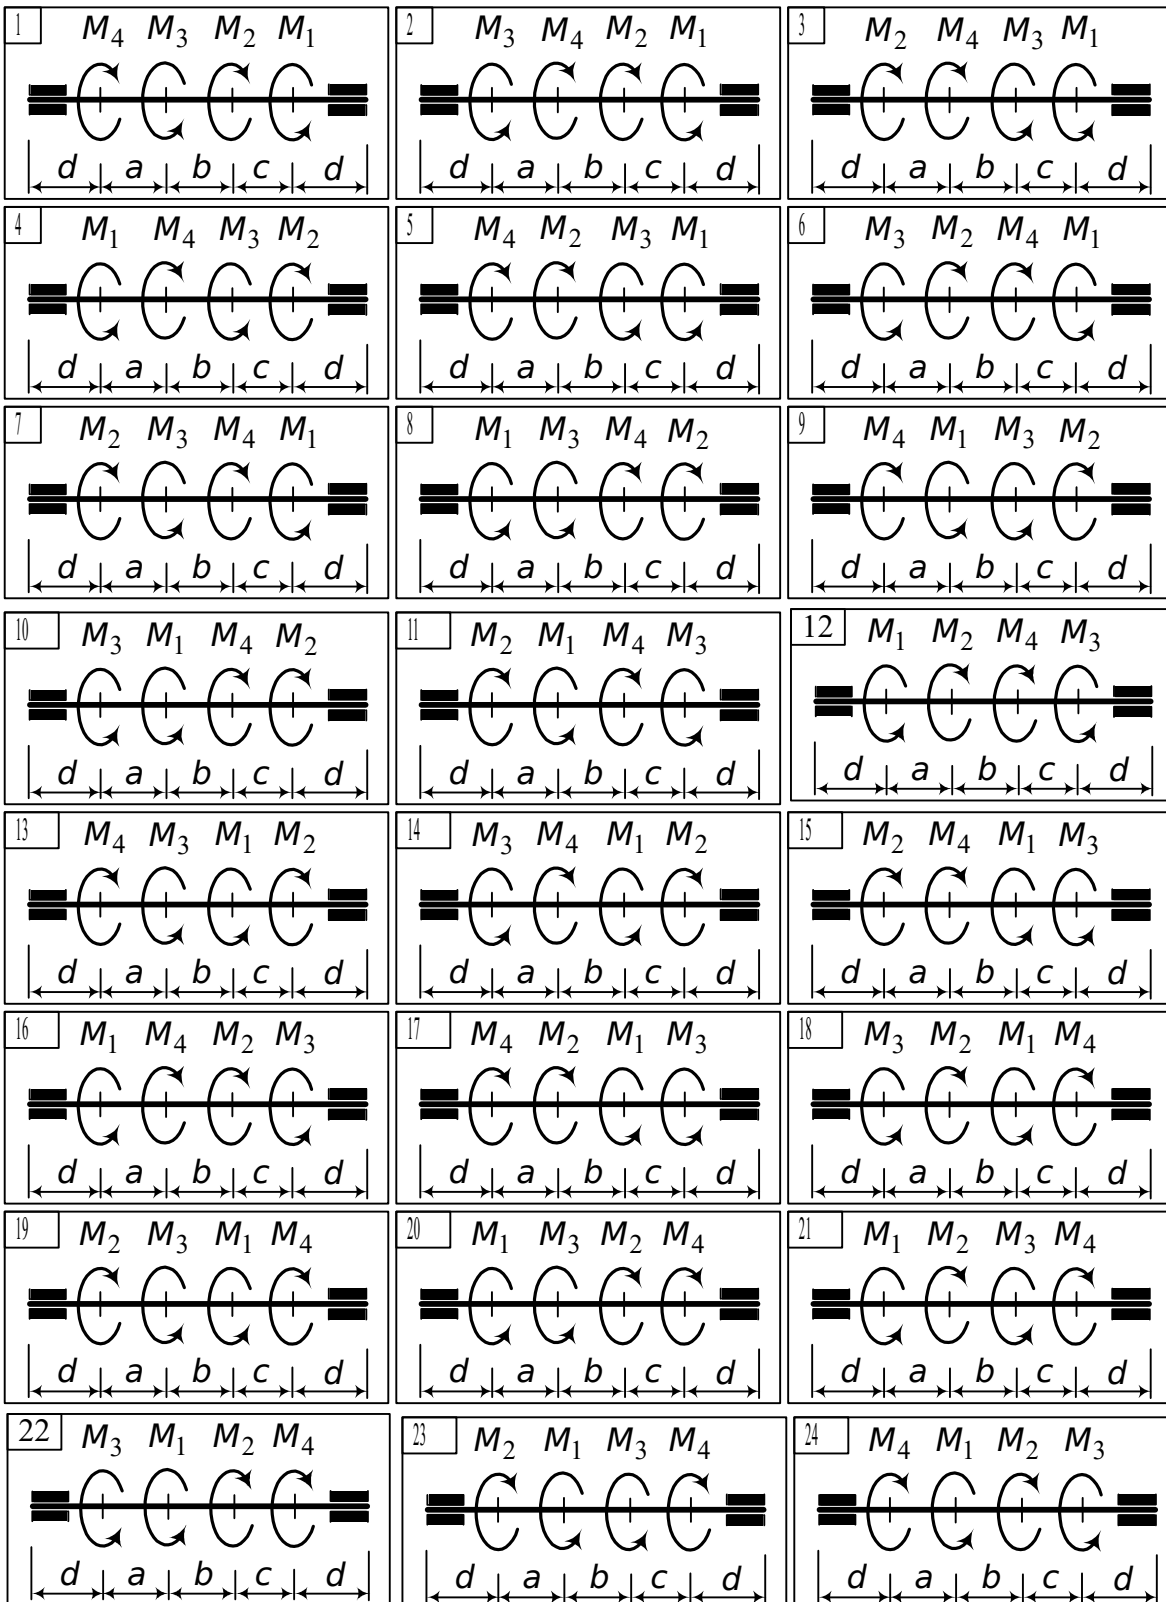 1 M4 M3 M2 M1
d a b c d
2 M3 M4 M2 M1
d a b c d
3 M2 M4 M3 M1
d a b c d
4 M1 M4 M3 M2
d a b c d
5 M4 M2 M3 M1
d a b c d
6 M3 M2 M4 M1
d a b c d
7 M2 M3 M4 M1
d a b c d
8 M1 M3 M4 M2
d a b c d
9 M4 M1 M3 M2
d a b c d
10 M3 M1 M4 M2
d a b c d
11 M2 M1 M4 M3
d a b c d
12 M1 M2 M4 M3
d a b c d
13 M4 M3 M1 M2
d a b c d
14 M3 M4 M1 M2
d a b c d
15 M2 M4 M1 M3
d a b c d
16 M1 M4 M2 M3
d a b c d
17 M4 M2 M1 M3
d a b c d
18 M3 M2 M1 M4
d a b c d
19 M2 M3 M1 M4
d a b c d
20 M1 M3 M2 M4
d a b c d
21 M1 M2 M3 M4
d a b c d
22 M3 M1 M2 M4
d a b c d
23 M2 M1 M3 M4
d a b c d
24 M4 M1 M2 M3
d a b c d